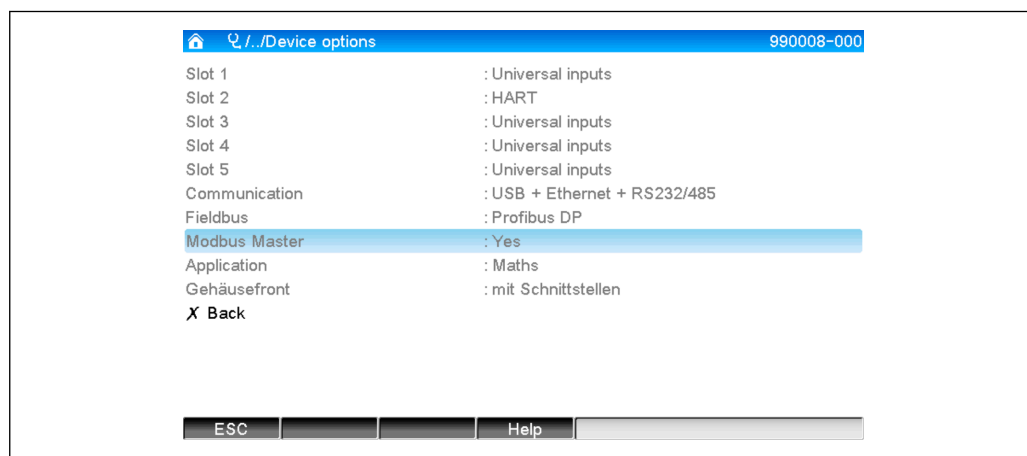 /../Device options 990008-000
Slot 1 : Universal inputs
Slot 2 : HART
Slot 3 : Universal inputs
Slot 4 : Universal inputs
Slot 5 : Universal inputs
Communication : USB + Ethernet + RS232/485
Fieldbus : Profibus DP
Modbus Master : Yes
Application : Maths
Gehäusefront : mit Schnittstellen
X Back
ESC Help